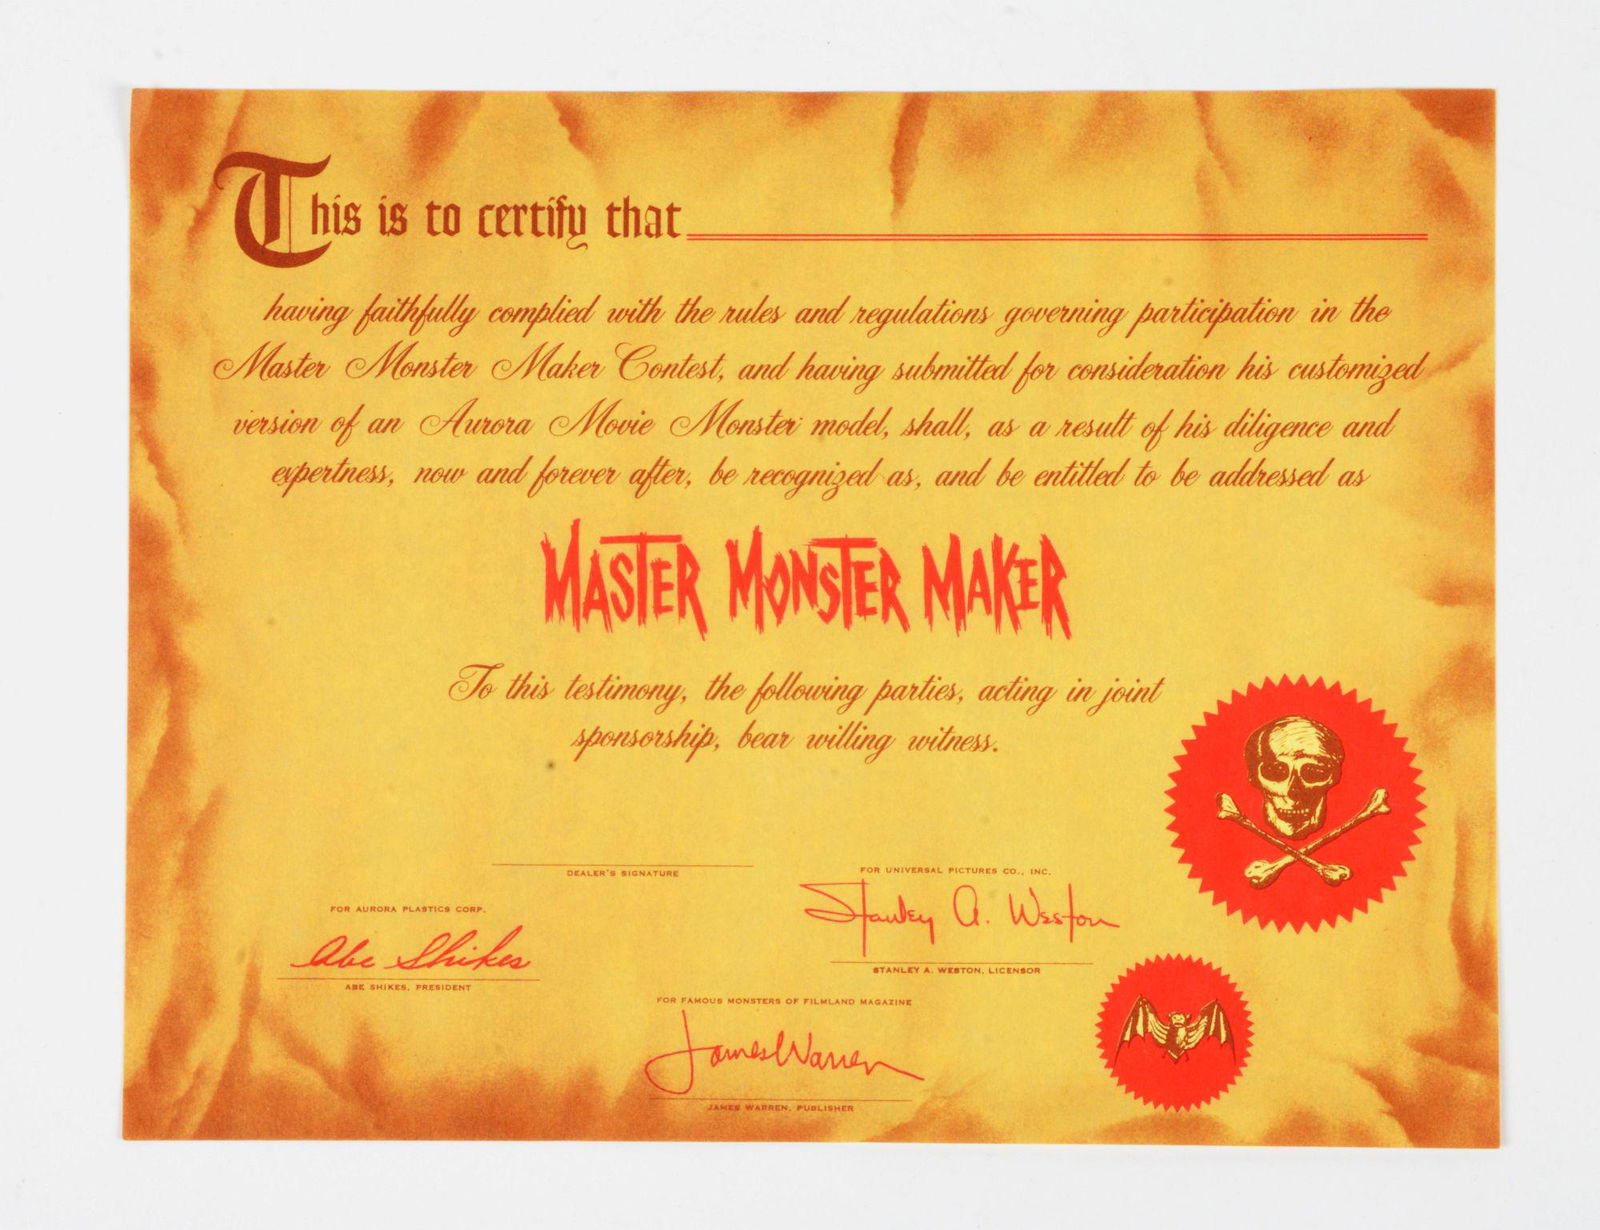 This is to certify that
having faithfully complied with the rules and regulations governing participation in the
Master Monster Maker Contest, and having submitted for consideration his customized
version of an Aurora Movie Monster model, shall, as a result of his diligence and
expertness, now and forever after, be recognized as, and be entitled to be addressed as
MASTER MONSTER MAKER
To this testimony, the following parties, acting in joint
sponsorship, bear willing witness.
DEALER'S SIGNATURE
FOR UNIVERSAL PICTURES CO., INC.
Stanley A. Weston
STANLEY A. WESTON, LICENSOR
FOR AURORA PLASTICS CORP.
Abe Shikes
ABE SHIKES, PRESIDENT
FOR FAMOUS MONSTERS OF FILMLAND MAGAZINE
James Warren
JAMES WARREN, PUBLISHER